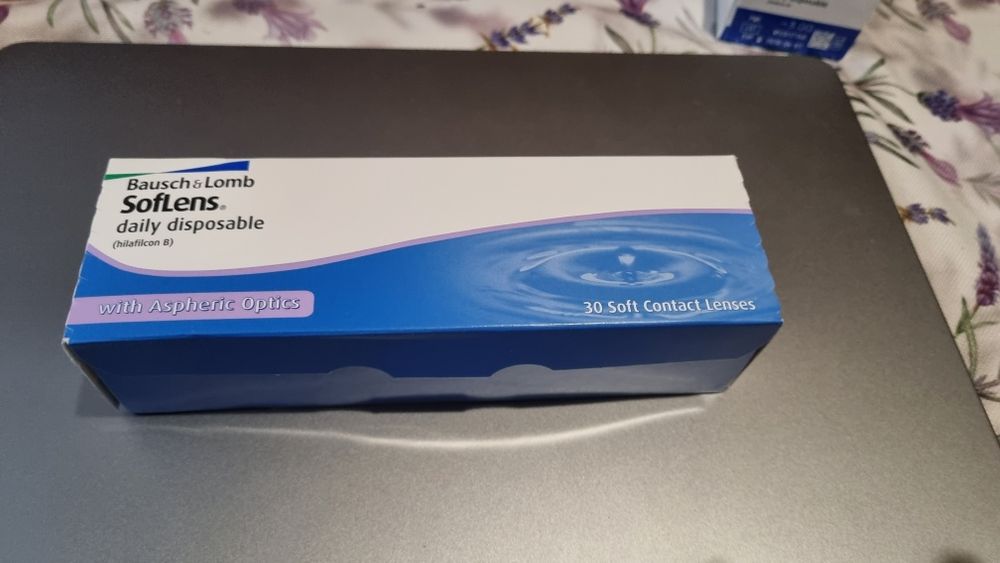 Bausch & Lomb
SofLens®
daily disposable
(hilafilcon B)
with Aspheric Optics
30 Soft Contact Lenses